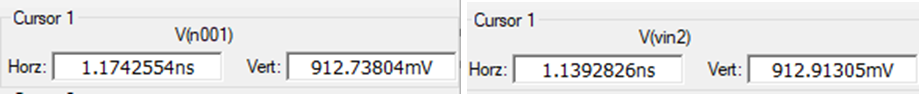 Cursor 1
V(n001)
Horz: 1.1742554ns Vert: 912.73804mV
Cursor 1
V(vin2)
Horz: 1.1392826ns Vert: 912.91305mV